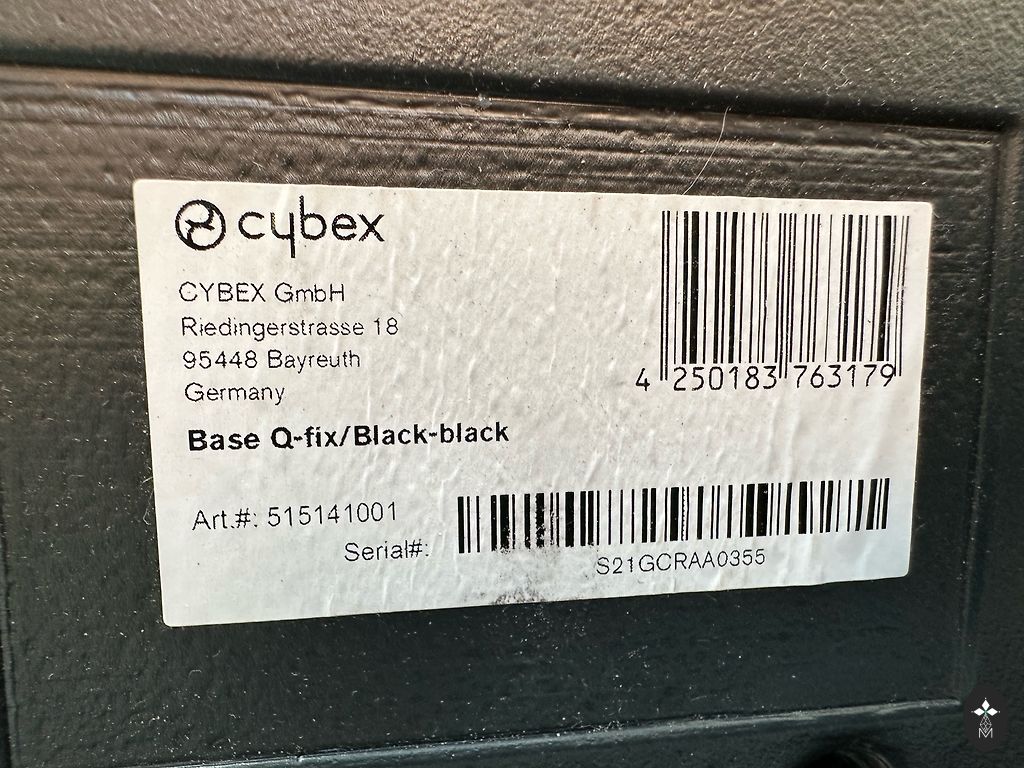 cybex
CYBEX GmbH
Riedingerstrasse 18
95448 Bayreuth
Germany
Base Q-fix/Black-black
4 250183 763179
Art.#: 515141001
Serial#:
S21GCRAA0355
M